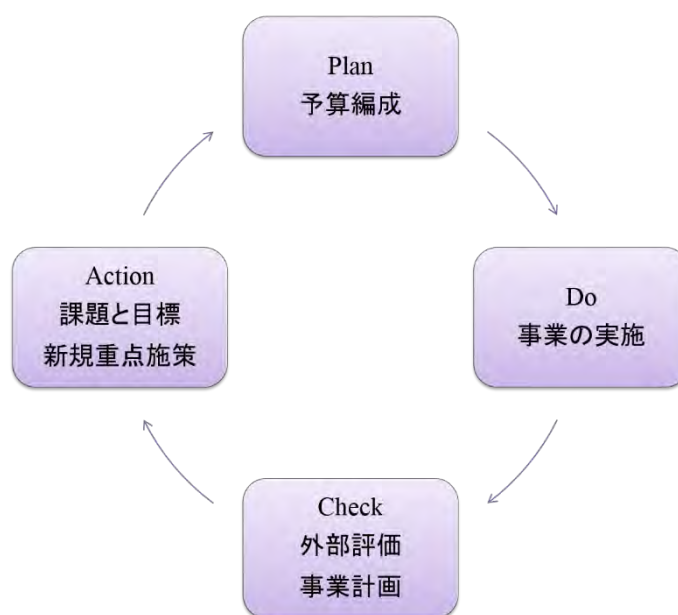 Plan
予算編成
Do
事業の実施
Check
外部評価
事業計画
Action
課題と目標
新規重点施策